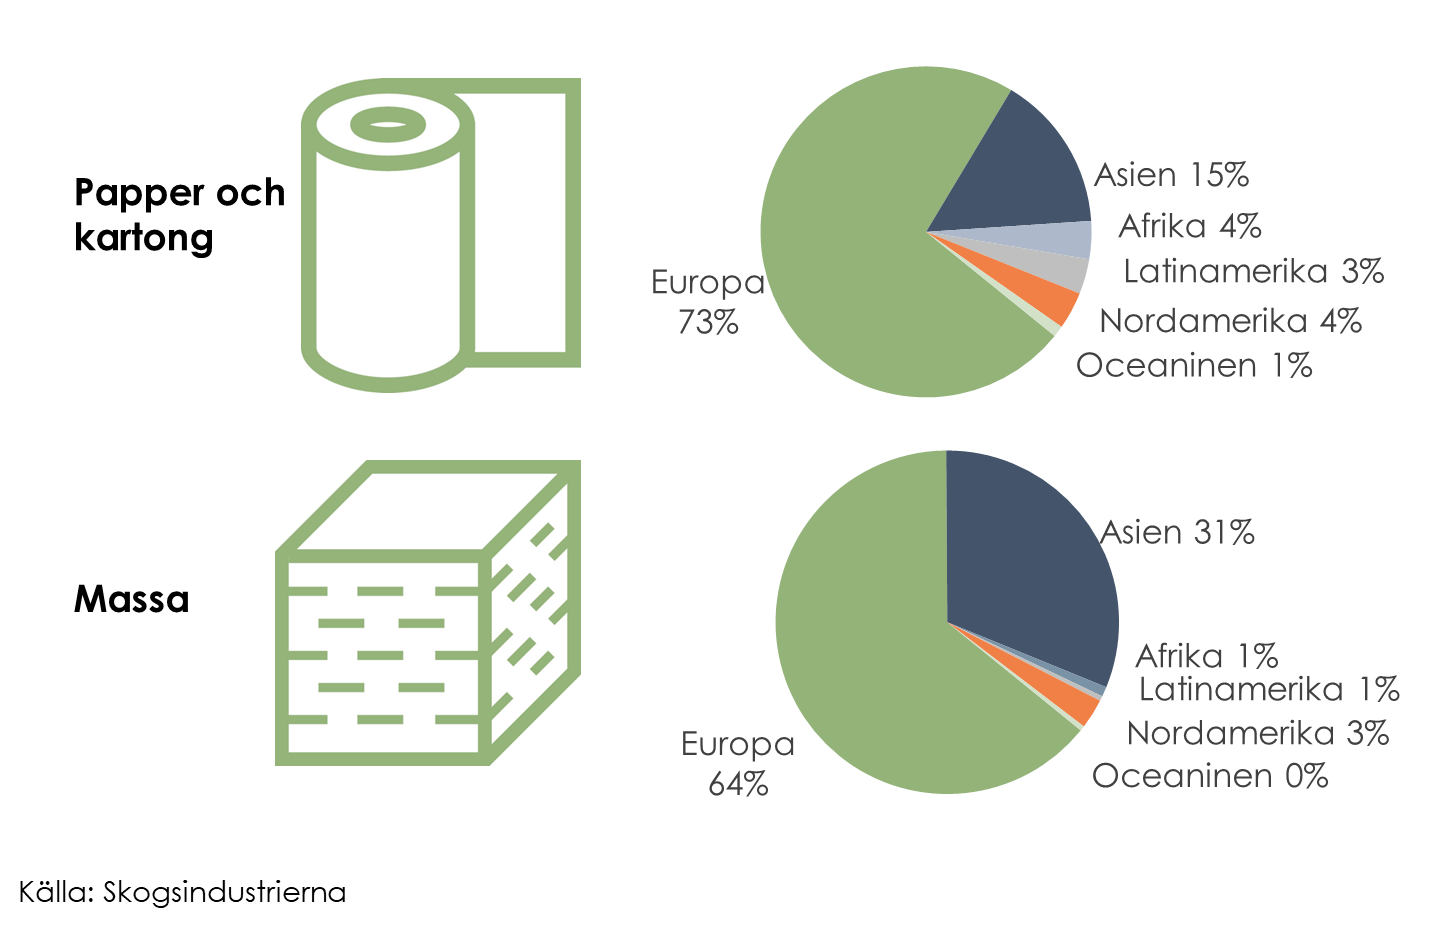 Papper och
kartong
Europa
73%
Asien 15%
Afrika 4%
Latinamerika 3%
Nordamerika 4%
Oceaninen 1%
Massa
Europa
64%
Asien 31%
Afrika 1%
Latinamerika 1%
Nordamerika 3%
Oceaninen 0%
Källa: Skogsindustrierna